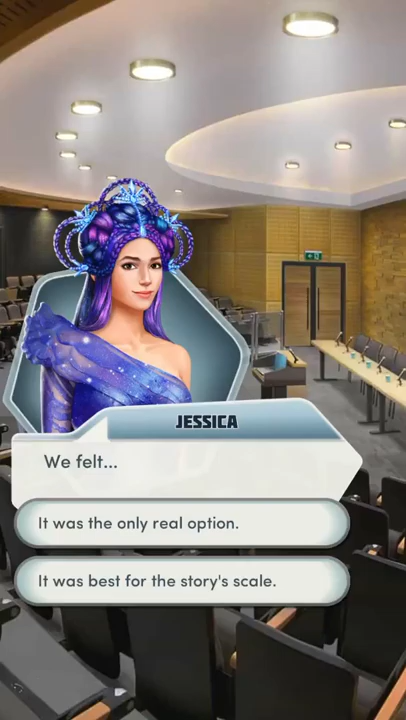 JESSICA
We felt...
It was the only real option.
It was best for the story's scale.